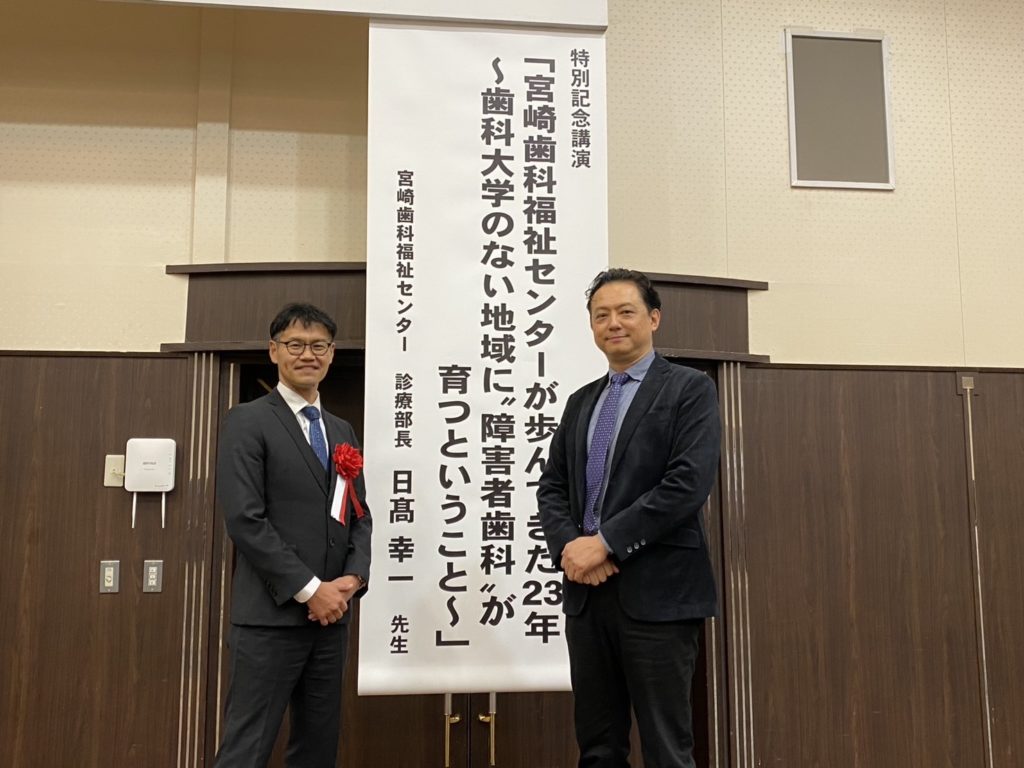 特別記念講演
「宮崎歯科福祉センターが歩んできた23年
～歯科大学のない地域に〝障害者歯科〟が
育つということ～」
宮崎歯科福祉センター 診療部長 日髙 幸一 先生
BUFFALO